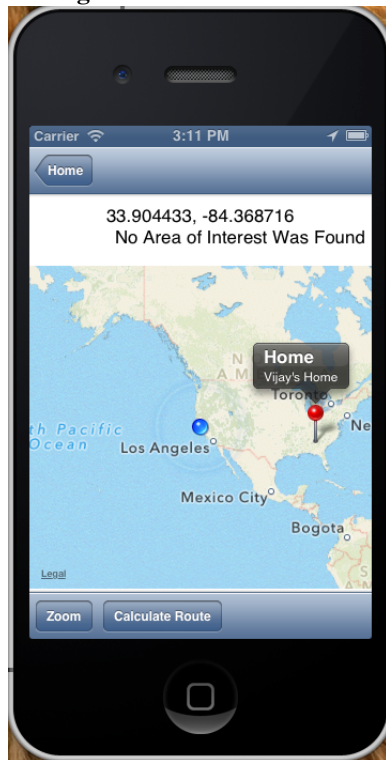 Carrier 3:11 PM
Home
33.904433, -84.368716
No Area of Interest Was Found
N
A M
Home
Vijay's Home
Toronto
Ne
th Pacific
Ocean
Los Angeles
Mexico City
Bogota
S
Legal
Zoom Calculate Route